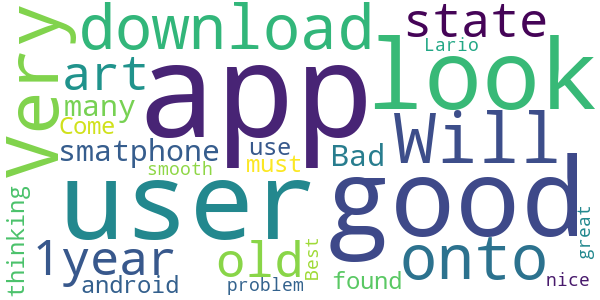 Very
download
state
Lario
look
art
app
many
Come
smatphone
use
must
smooth
Bad
Will
user
good
thinking
1year
old
onto
android
problem
Best
found
nice
great